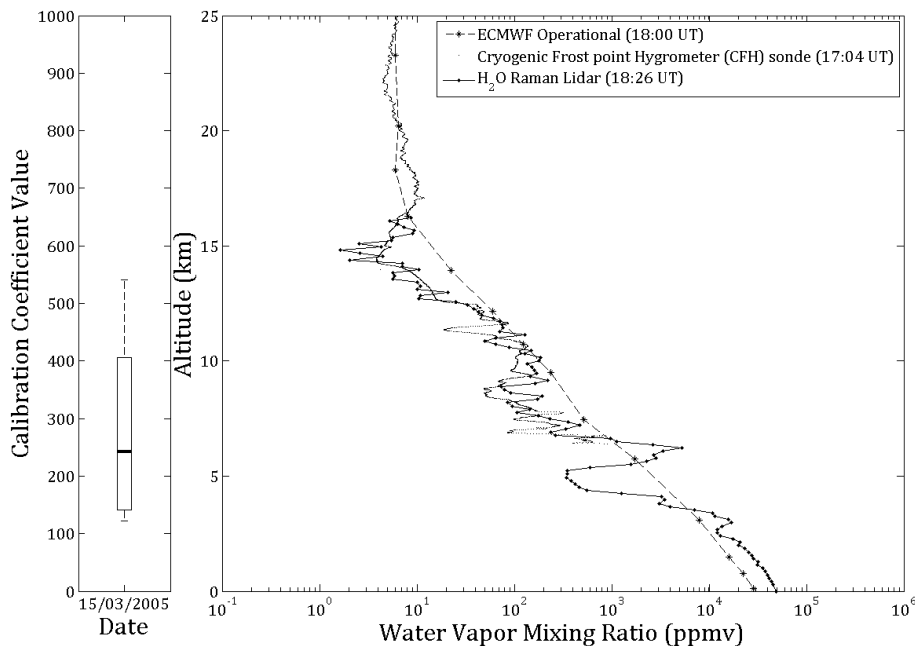 1000
900
800
700
600
500
400
300
200
100
0
Calibration Coefficient Value
15/03/2005
Date
25
20
15
10
5
0
Altitude (km)
ECMWF Operational (18:00 UT)
Cryogenic Frost point Hygrometer (CFH) sonde (17:04 UT)
H₂O Raman Lidar (18:26 UT)
10⁻¹ 10⁰ 10¹ 10² 10³ 10⁴ 10⁵ 10⁶
Water Vapor Mixing Ratio (ppmv)